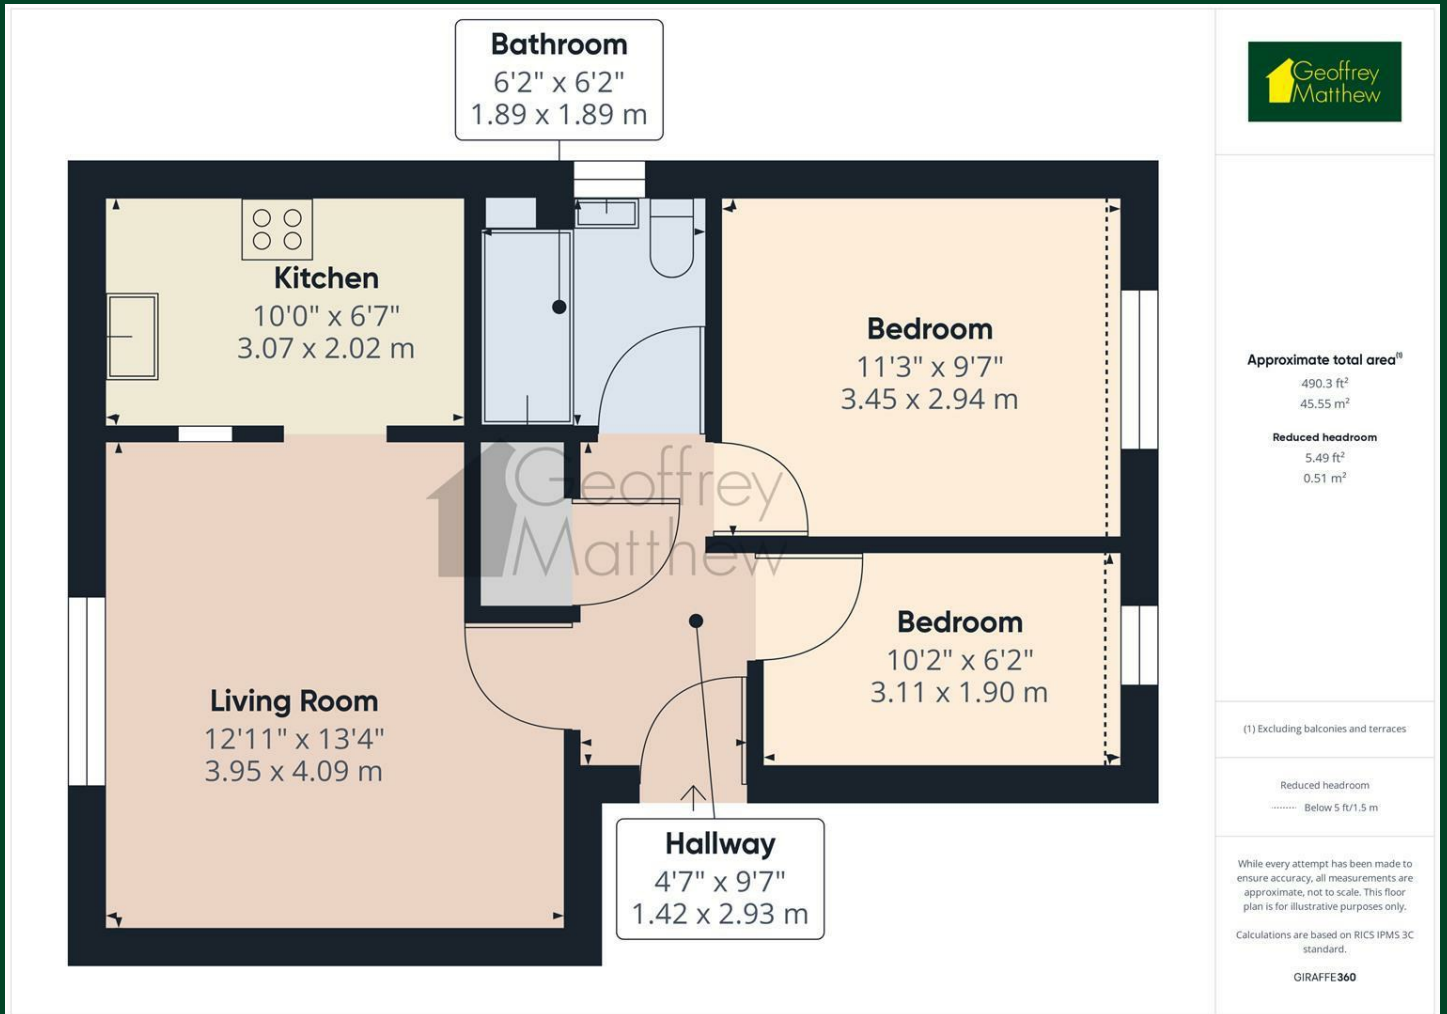 Bathroom
6'2" x 6'2"
1.89 x 1.89 m
Kitchen
10'0" x 6'7"
3.07 x 2.02 m
Bedroom
11'3" x 9'7"
3.45 x 2.94 m
Geoffrey
Matthew
Living Room
12'11" x 13'4"
3.95 x 4.09 m
Bedroom
10'2" x 6'2"
3.11 x 1.90 m
Hallway
4'7" x 9'7"
1.42 x 2.93 m
Geoffrey
Matthew
Approximate total area⁽¹⁾
490.3 ft²
45.55 m²
Reduced headroom
5.49 ft²
0.51 m²
(1) Excluding balconies and terraces
Reduced headroom
Below 5 ft/1.5 m
While every attempt has been made to
ensure accuracy, all measurements are
approximate, not to scale. This floor
plan is for illustrative purposes only.
Calculations are based on RICS IPMS 3C
standard.
GIRAFFE360